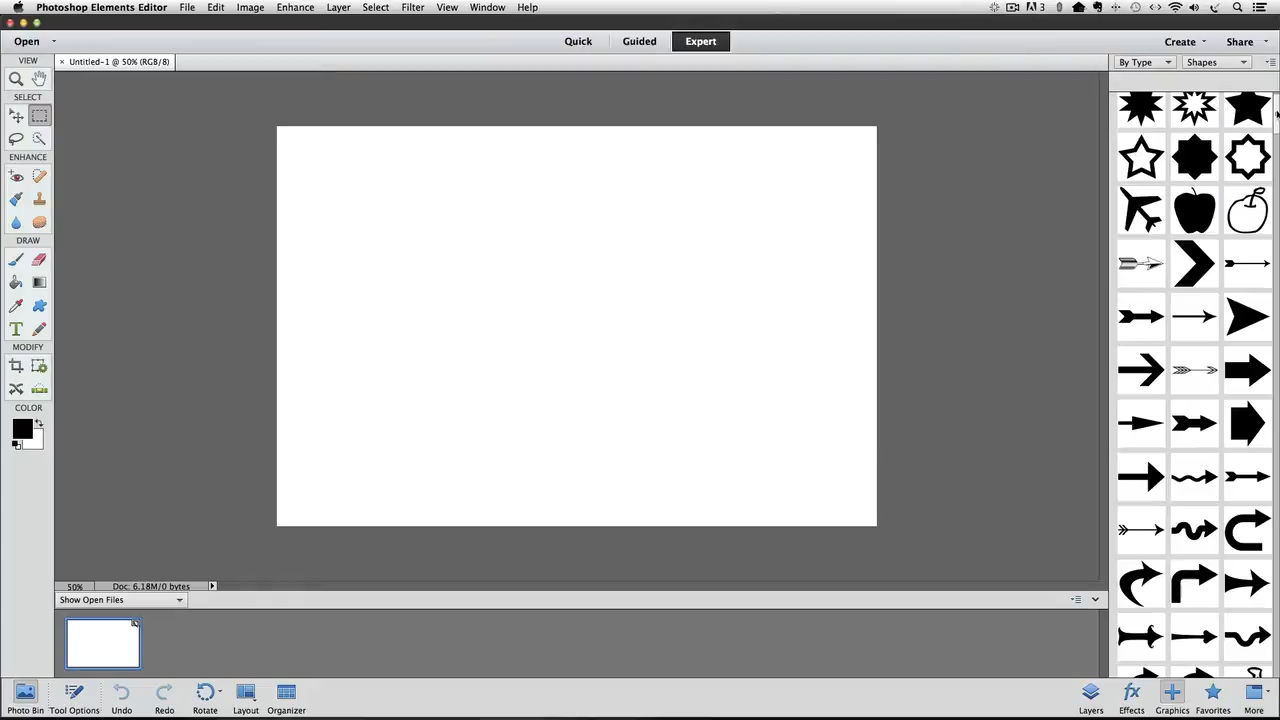 Photoshop Elements Editor File Edit Image Enhance Layer Select Filter View Window Help
3
Open Quick Guided Expert Create Share
VIEW × Untitled-1 @ 50% (RGB/8) By Type Shapes
SELECT
ENHANCE
DRAW
T
MODIFY
COLOR
50% Doc: 6.18M/0 bytes
Show Open Files
fx
Photo Bin Tool Options Undo Redo Rotate Layout Organizer Layers Effects Graphics Favorites More